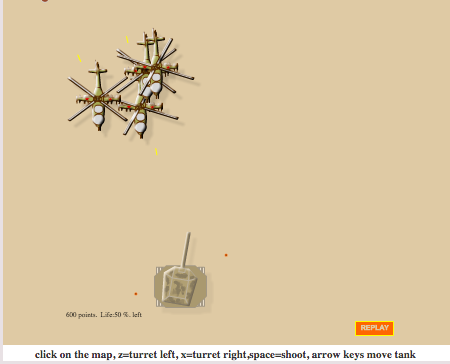 600 points. Life:50 %. left
REPLAY
click on the map, z=turret left, x=turret right,space=shoot, arrow keys move tank